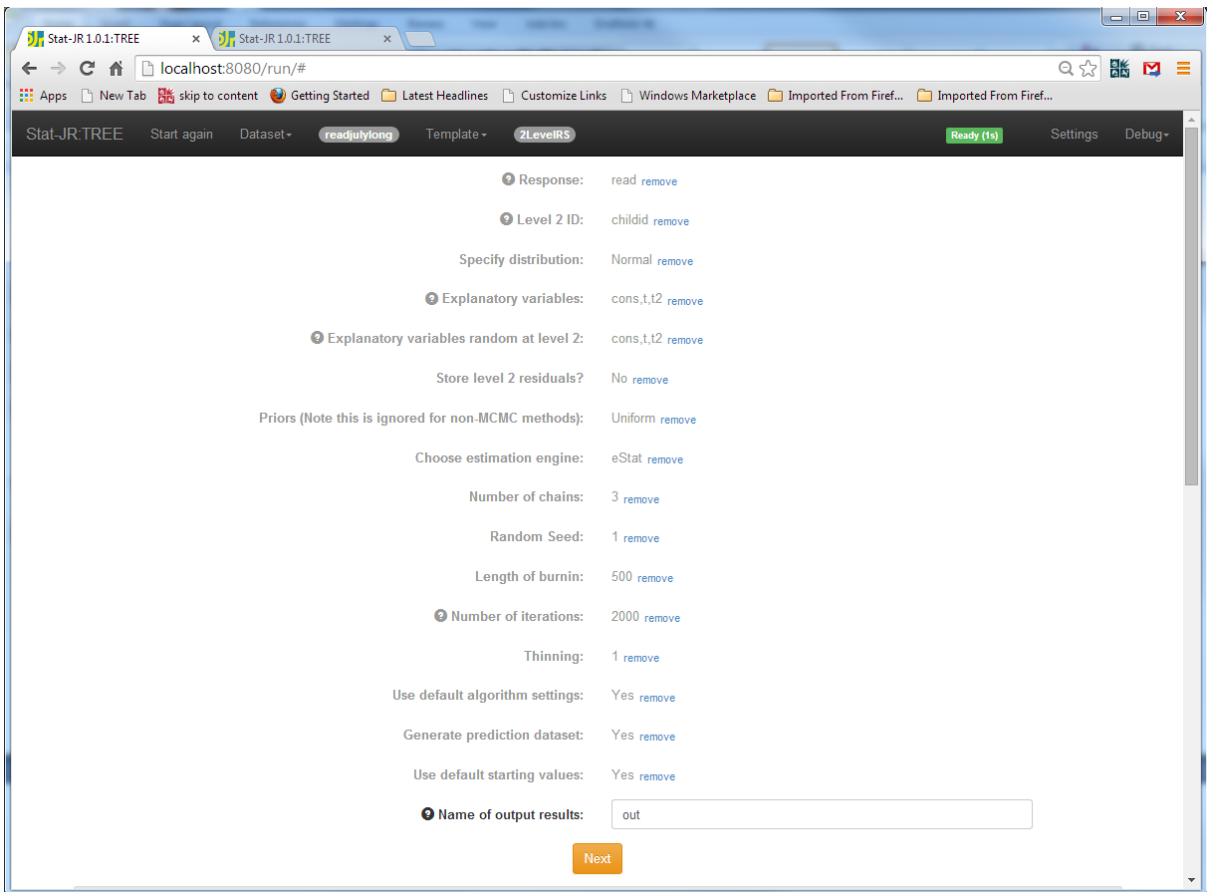 Stat-JR 1.0.1:TREE
Stat-JR 1.0.1:TREE
localhost:8080/run/#
Apps New Tab skip to content Getting Started Latest Headlines Customize Links Windows Marketplace Imported From Firef... Imported From Firef...
Stat-JR:TREE Start again Dataset readjulylong Template 2LevelRS Ready (1s) Settings Debug
Response: read remove
Level 2 ID: childid remove
Specify distribution: Normal remove
Explanatory variables: cons,t,t2 remove
Explanatory variables random at level 2: cons,t,t2 remove
Store level 2 residuals? No remove
Priors (Note this is ignored for non-MCMC methods): Uniform remove
Choose estimation engine: eStat remove
Number of chains: 3 remove
Random Seed: 1 remove
Length of burnin: 500 remove
Number of iterations: 2000 remove
Thinning: 1 remove
Use default algorithm settings: Yes remove
Generate prediction dataset: Yes remove
Use default starting values: Yes remove
Name of output results: out
Next